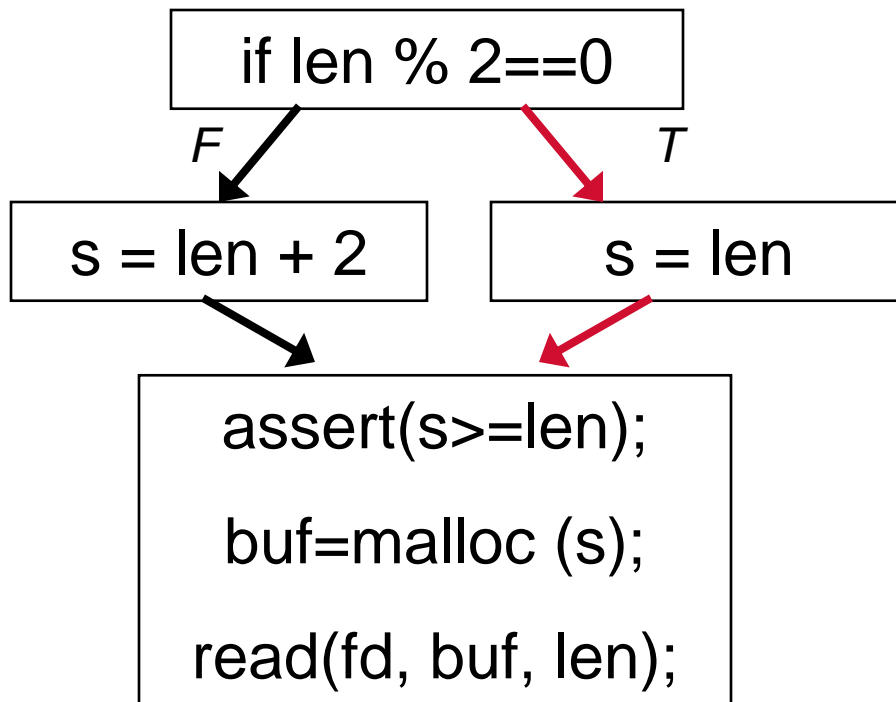 if len % 2==0
F
T
s = len + 2
s = len
assert(s>=len);
buf=malloc (s);
read(fd, buf, len);